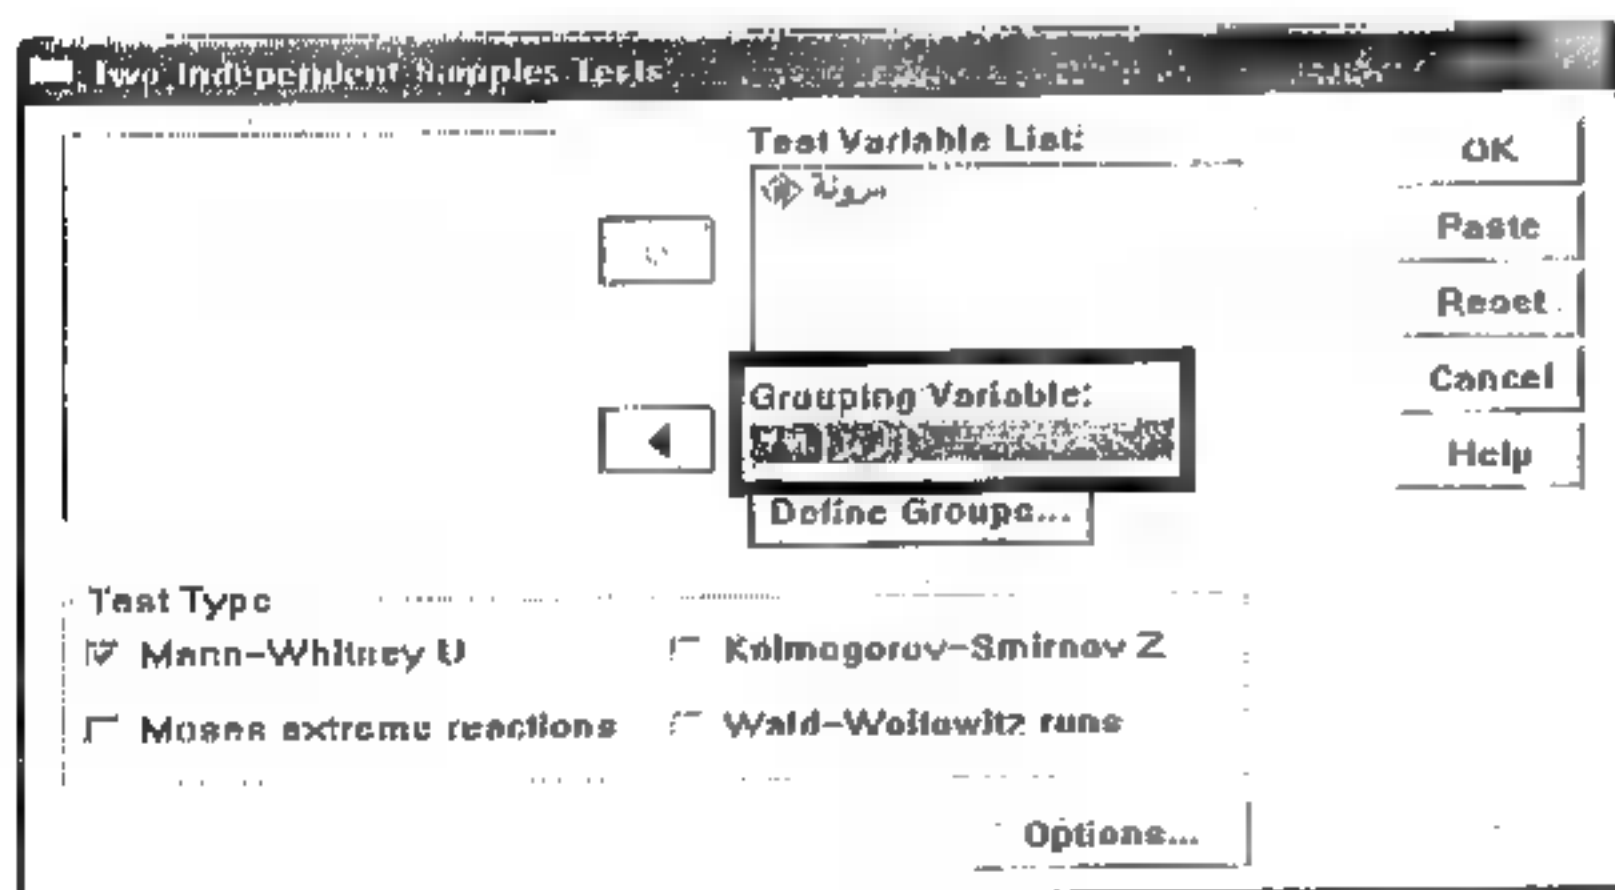 Two Independent Samples Tests
Test Variable List:
مرونة
OK
Paste
Reset
Cancel
Help
Grouping Variable:
Define Groups...
Test Type
Mann-Whitney U
Kolmogorov-Smirnov Z
Moses extreme reactions
Wald-Wolfowitz runs
Options...